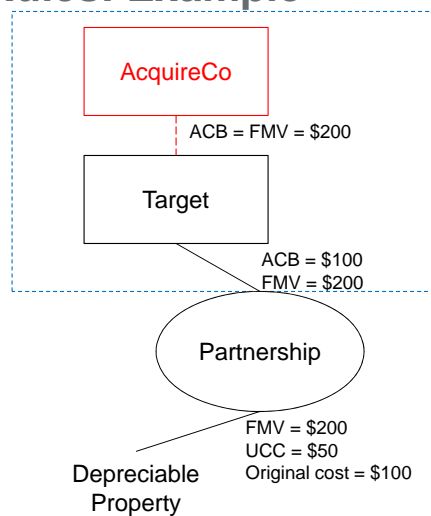 Example
AcquireCo
ACB = FMV = $200
Target
ACB = $100
FMV = $200
Partnership
FMV = $200
UCC = $50
Original cost = $100
Depreciable
Property